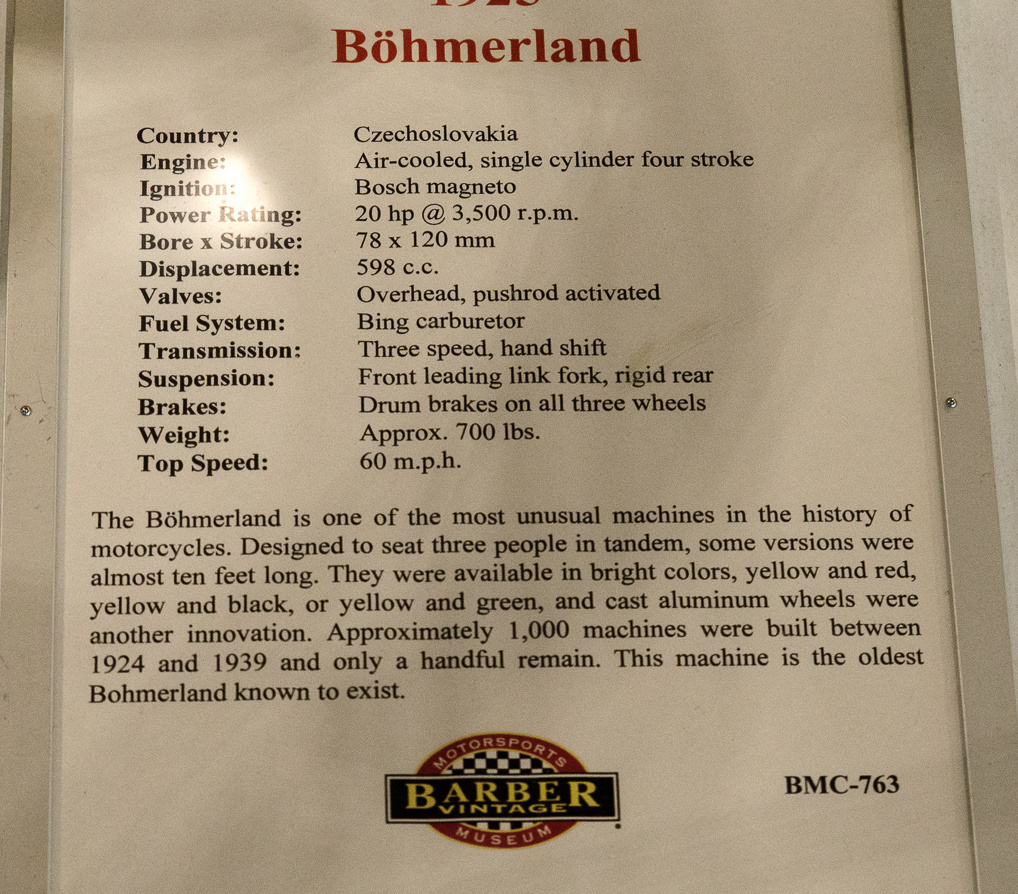 1925
Böhmerland
Country: Czechoslovakia
Engine: Air-cooled, single cylinder four stroke
Ignition: Bosch magneto
Power Rating: 20 hp @ 3,500 r.p.m.
Bore x Stroke: 78 x 120 mm
Displacement: 598 c.c.
Valves: Overhead, pushrod activated
Fuel System: Bing carburetor
Transmission: Three speed, hand shift
Suspension: Front leading link fork, rigid rear
Brakes: Drum brakes on all three wheels
Weight: Approx. 700 lbs.
Top Speed: 60 m.p.h.
The Böhmerland is one of the most unusual machines in the history of
motorcycles. Designed to seat three people in tandem, some versions were
almost ten feet long. They were available in bright colors, yellow and red,
yellow and black, or yellow and green, and cast aluminum wheels were
another innovation. Approximately 1,000 machines were built between
1924 and 1939 and only a handful remain. This machine is the oldest
Bohmerland known to exist.
MOTORSPORTS
BARBER
VINTAGE
MUSEUM
BMC-763